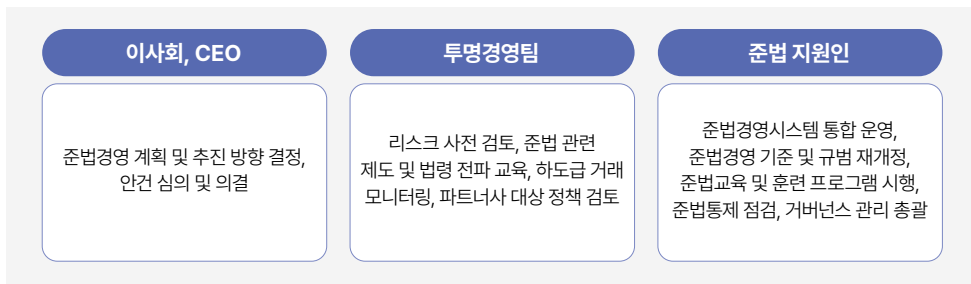 이사회, CEO
준법경영 계획 및 추진 방향 결정,
안건 심의 및 의결
투명경영팀
리스크 사전 검토, 준법 관련
제도 및 법령 전파 교육, 하도급 거래
모니터링, 파트너사 대상 정책 검토
준법 지원인
준법경영시스템 통합 운영,
준법경영 기준 및 규범 재개정,
준법교육 및 훈련 프로그램 시행,
준법통제 점검, 거버넌스 관리 총괄